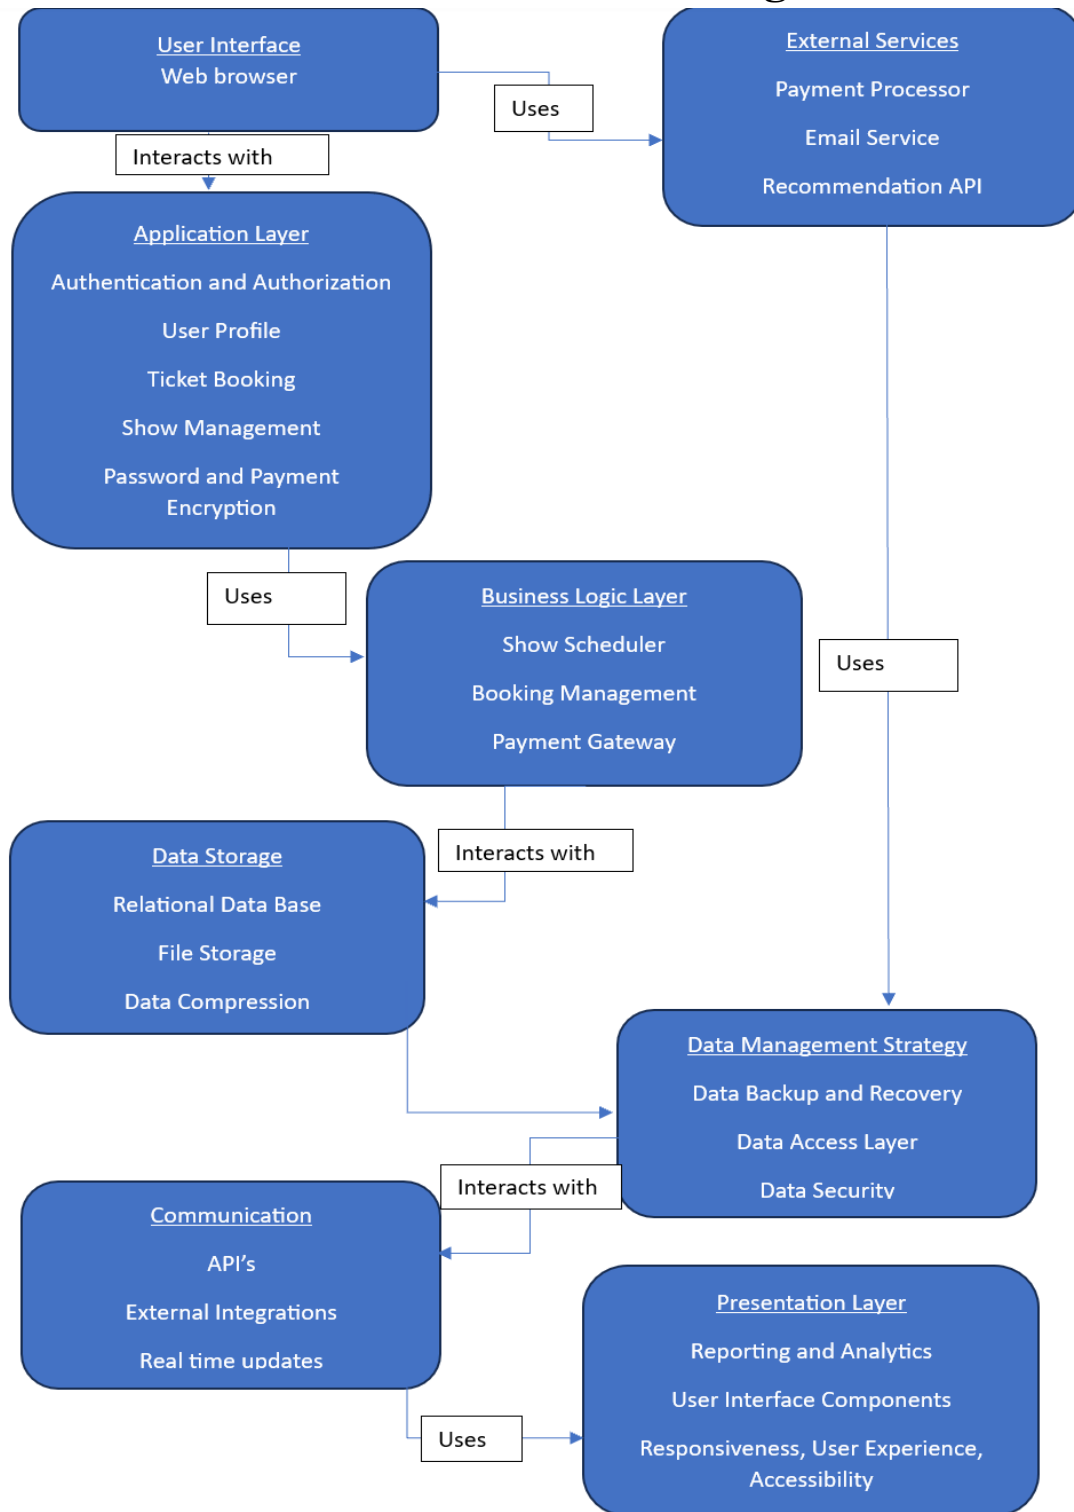 User Interface
Web browser
Uses
External Services
Payment Processor
Email Service
Recommendation API
Interacts with
Application Layer
Authentication and Authorization
User Profile
Ticket Booking
Show Management
Password and Payment
Encryption
Uses
Business Logic Layer
Show Scheduler
Booking Management
Payment Gateway
Uses
Interacts with
Data Storage
Relational Data Base
File Storage
Data Compression
Data Management Strategy
Data Backup and Recovery
Data Access Layer
Data Security
Interacts with
Communication
API’s
External Integrations
Real time updates
Uses
Presentation Layer
Reporting and Analytics
User Interface Components
Responsiveness, User Experience,
Accessibility